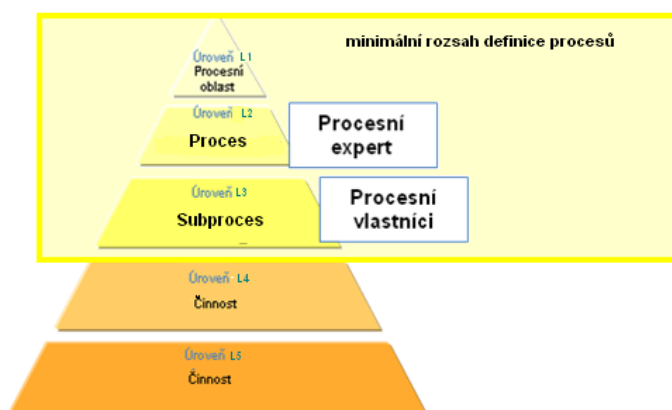 minimální rozsah definice procesů
Úroveň L1
Procesní
oblast
Úroveň L2
Proces
Procesní
expert
Úroveň L3
Subproces
Procesní
vlastníci
Úroveň L4
Činnost
Úroveň L5
Činnost